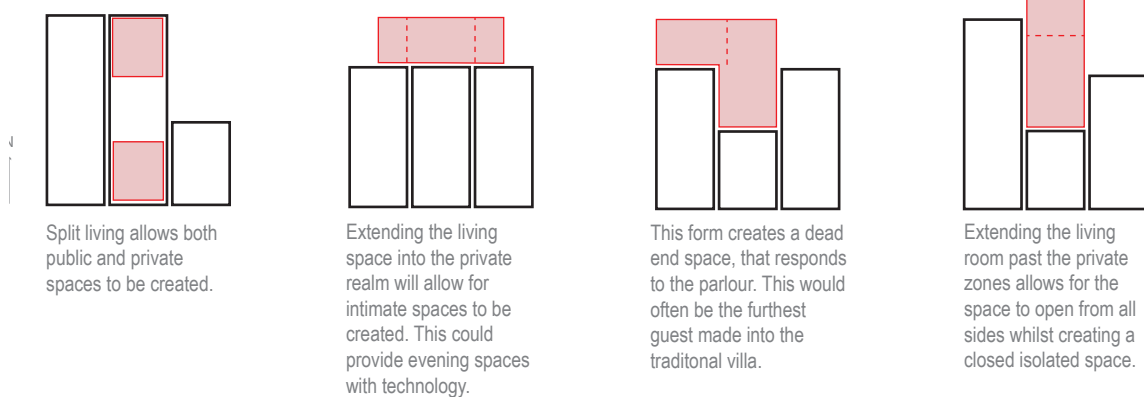 Split living allows both
public and private
spaces to be created.
Extending the living
space into the private
realm will allow for
intimate spaces to be
created. This could
provide evening spaces
with technology.
This form creates a dead
end space, that responds
to the parlour. This would
often be the furthest
guest made into the
traditonal villa.
Extending the living
room past the private
zones allows for the
space to open from all
sides whilst creating a
closed isolated space.